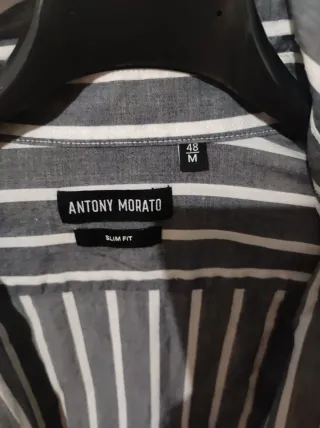 48
M
ANTONY MORATO
SLIM FIT